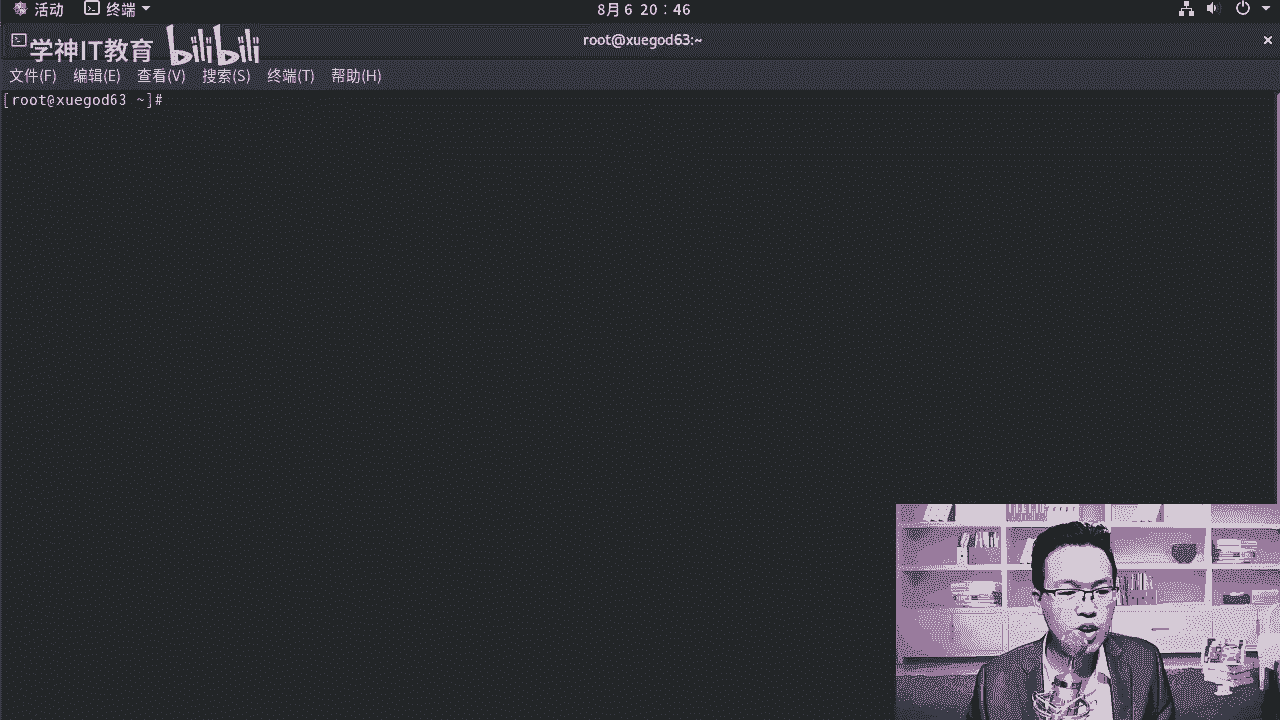 活动 终端 8月 6 20：46
学神IT教育 bilibili root@xuegod63:~
文件(F) 编辑(E) 查看(V) 搜索(S) 终端(T) 帮助(H)
[root@xuegod63 ~]#